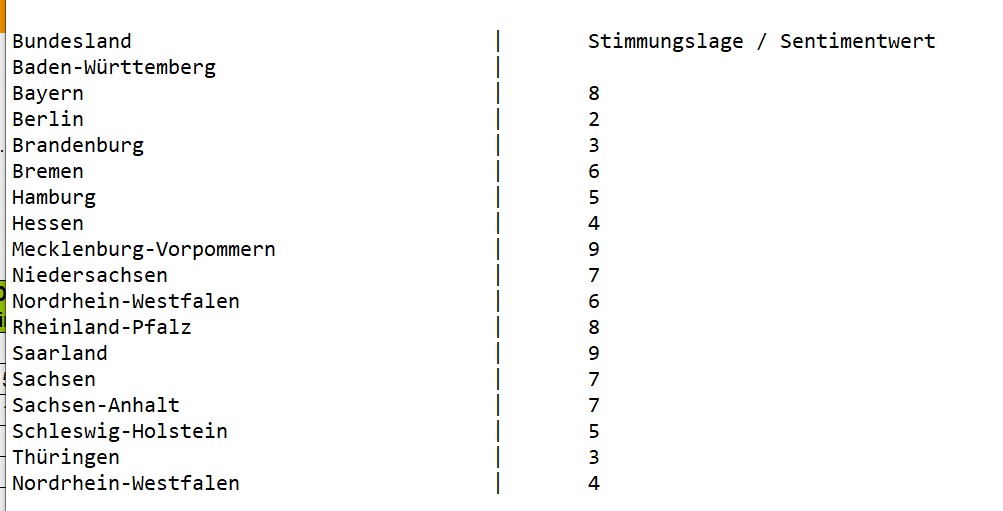 Bundesland | Stimmungslage / Sentimentwert
Baden-Württemberg |
Bayern | 8
Berlin | 2
Brandenburg | 3
Bremen | 6
Hamburg | 5
Hessen | 4
Mecklenburg-Vorpommern | 9
Niedersachsen | 7
Nordrhein-Westfalen | 6
Rheinland-Pfalz | 8
Saarland | 9
Sachsen | 7
Sachsen-Anhalt | 7
Schleswig-Holstein | 5
Thüringen | 3
Nordrhein-Westfalen | 4